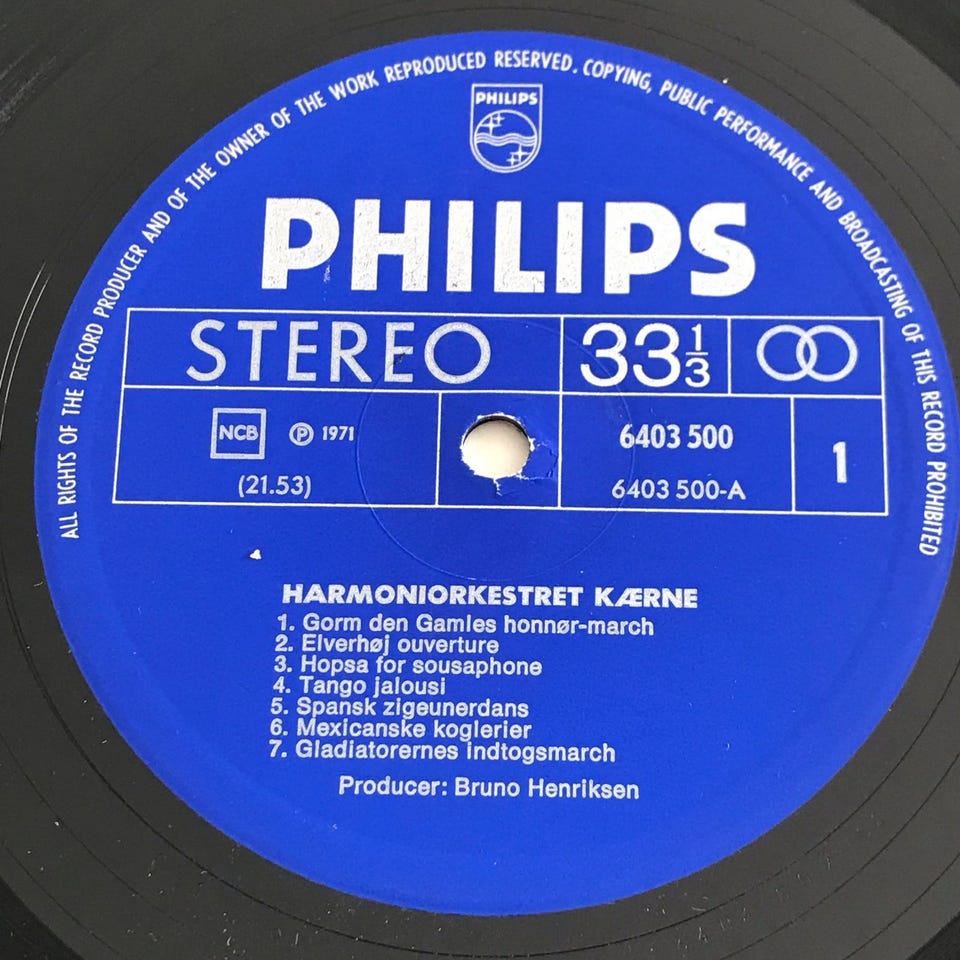 ALL RIGHTS OF THE RECORD PRODUCER AND OF THE OWNER OF THE WORK REPRODUCED RESERVED. COPYING, PUBLIC PERFORMANCE AND BROADCASTING OF THIS RECORD PROHIBITED
PHILIPS
PHILIPS
STEREO 33 1/3
NCB ℗ 1971 6403 500 1
(21.53) 6403 500-A
HARMONIORKESTRET KÆRNE
1. Gorm den Gamles honnør-march
2. Elverhøj ouverture
3. Hopsa for sousaphone
4. Tango jalousi
5. Spansk zigeunerdans
6. Mexicanske koglerier
7. Gladiatorernes indtogsmarch
Producer: Bruno Henriksen